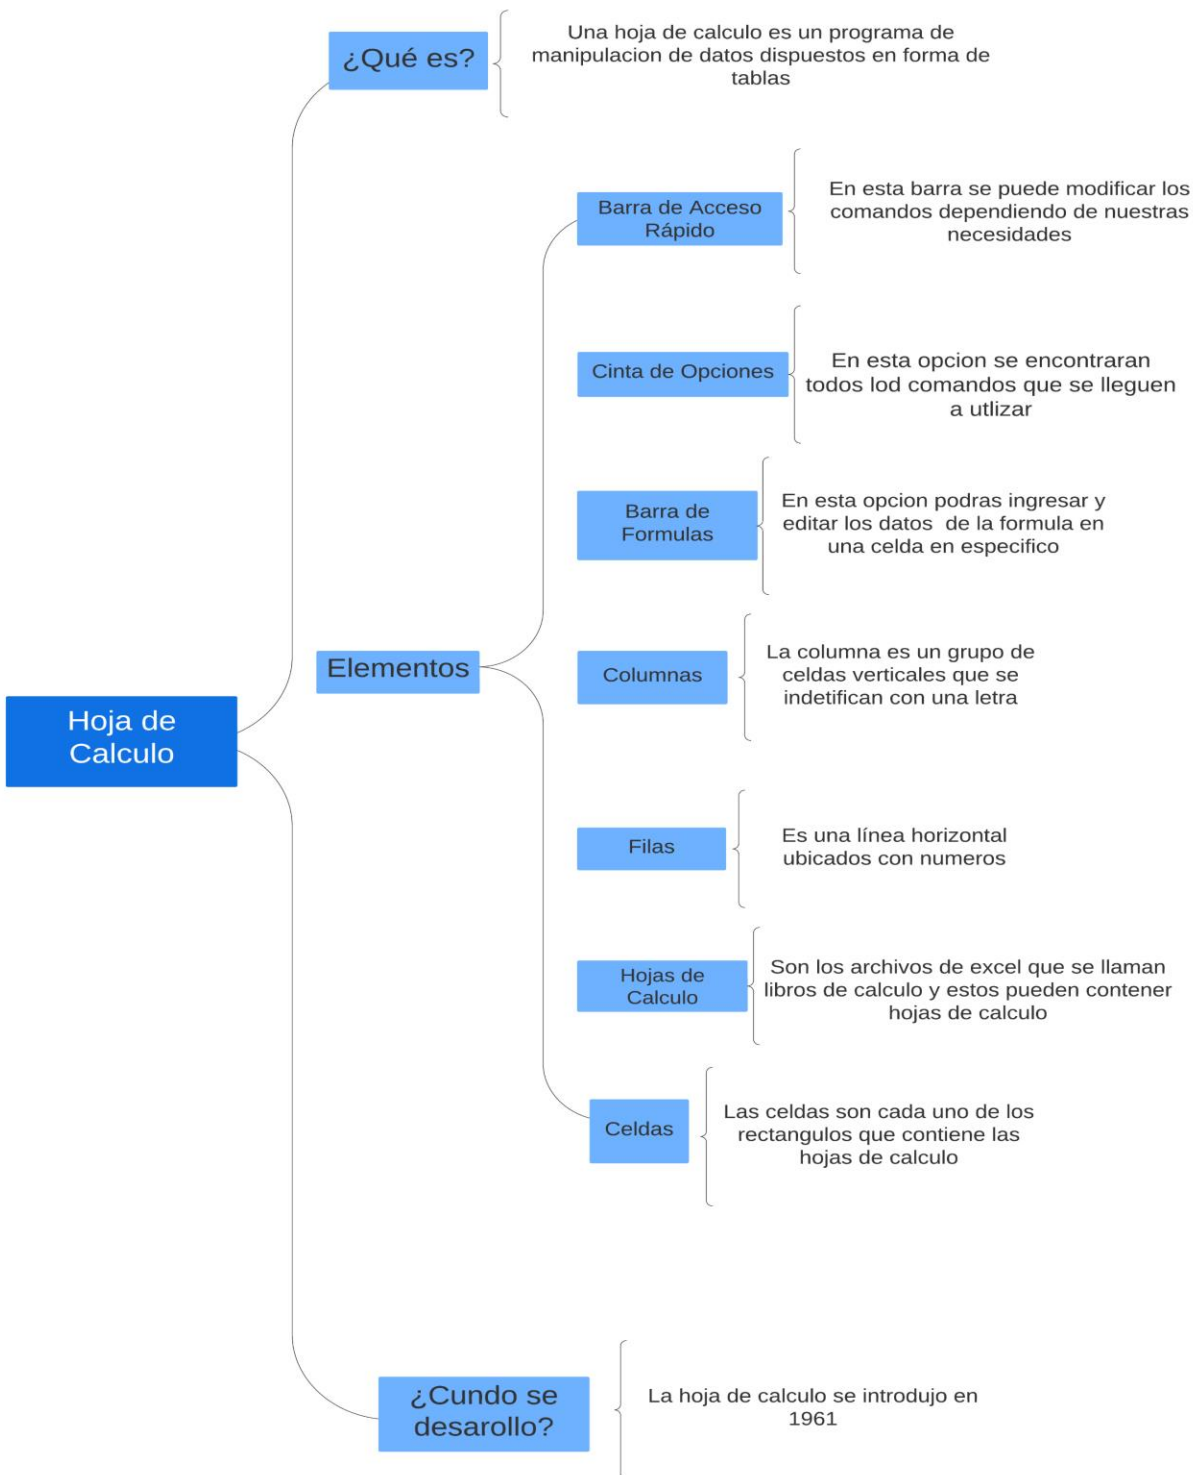 ¿Qué es?
Una hoja de calculo es un programa de
manipulacion de datos dispuestos en forma de
tablas
Barra de Acceso
Rápido
En esta barra se puede modificar los
comandos dependiendo de nuestras
necesidades
Cinta de Opciones
En esta opcion se encontraran
todos lod comandos que se lleguen
a utlizar
Barra de
Formulas
En esta opcion podras ingresar y
editar los datos de la formula en
una celda en especifico
Elementos
Columnas
La columna es un grupo de
celdas verticales que se
indetifican con una letra
Hoja de
Calculo
Filas
Es una línea horizontal
ubicados con numeros
Hojas de
Calculo
Son los archivos de excel que se llaman
libros de calculo y estos pueden contener
hojas de calculo
Celdas
Las celdas son cada uno de los
rectangulos que contiene las
hojas de calculo
¿Cundo se
desarollo?
La hoja de calculo se introdujo en
1961